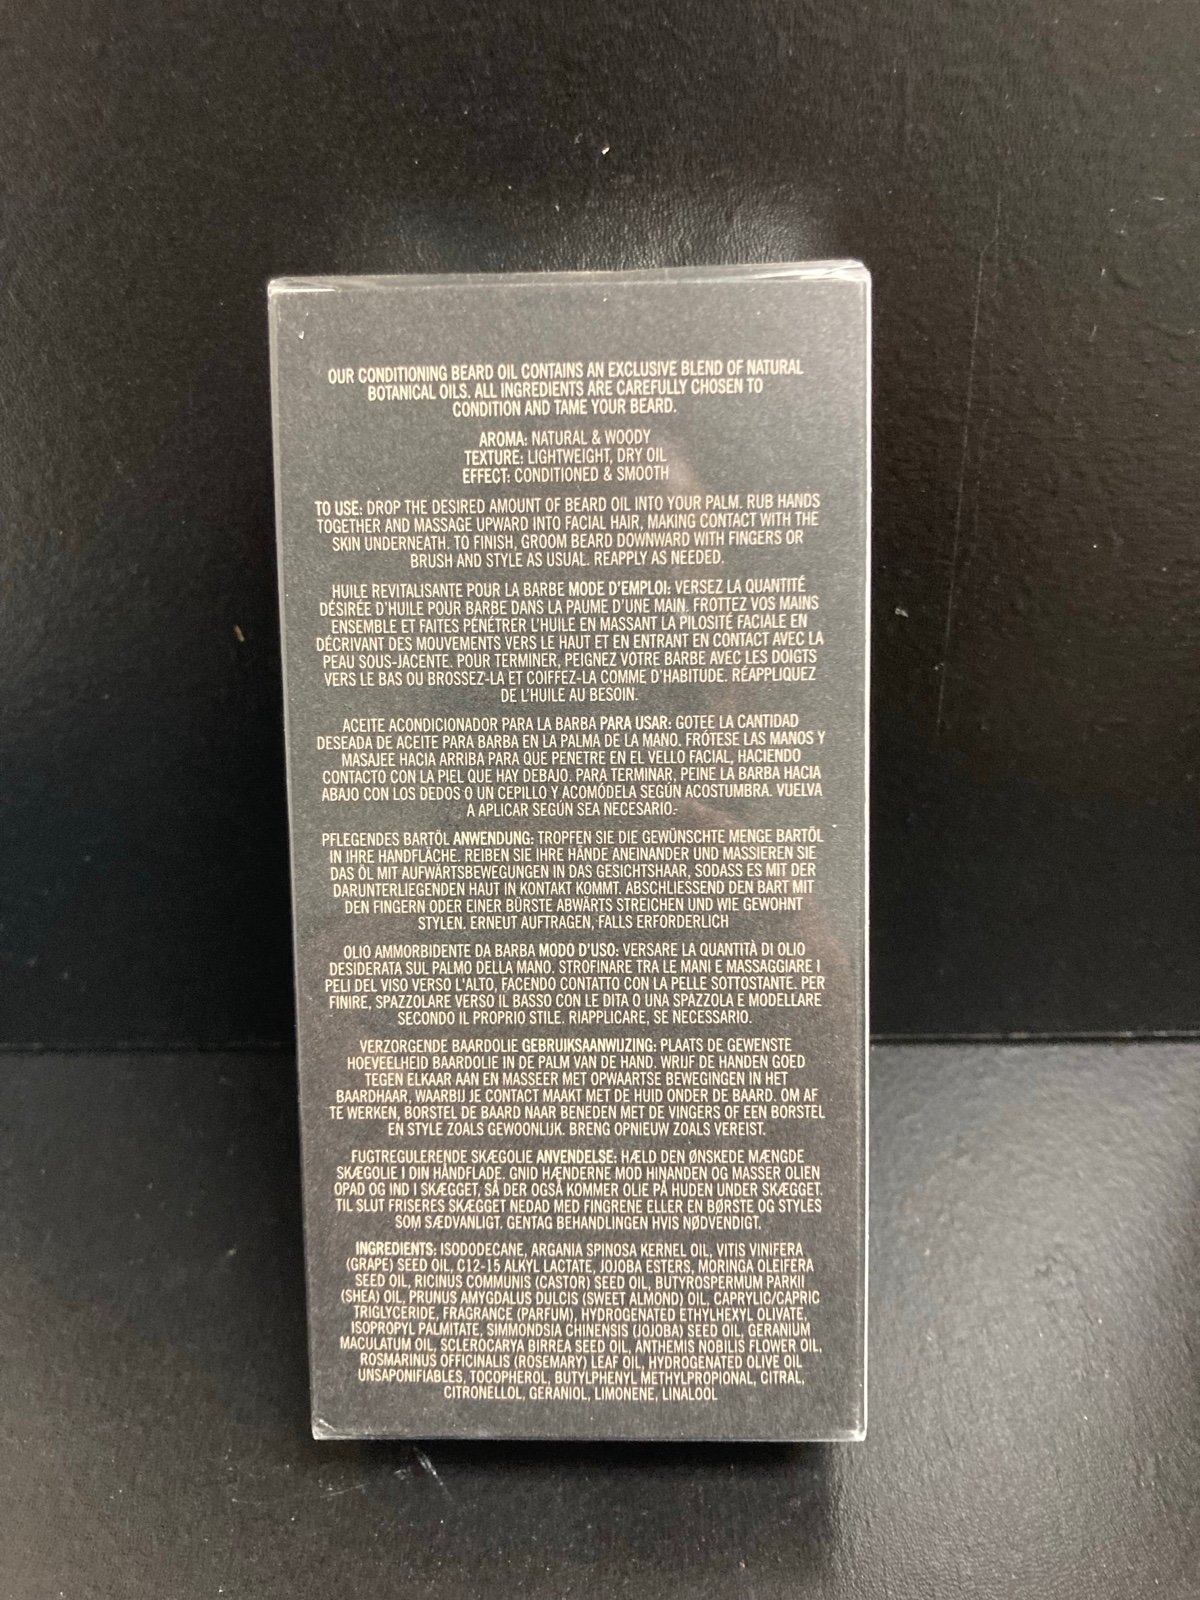 OUR CONDITIONING BEARD OIL CONTAINS AN EXCLUSIVE BLEND OF NATURAL
BOTANICAL OILS. ALL INGREDIENTS ARE CAREFULLY CHOSEN TO
CONDITION AND TAME YOUR BEARD.
AROMA: NATURAL & WOODY
TEXTURE: LIGHTWEIGHT, DRY OIL
EFFECT: CONDITIONED & SMOOTH
TO USE: DROP THE DESIRED AMOUNT OF BEARD OIL INTO YOUR PALM. RUB HANDS
TOGETHER AND MASSAGE UPWARD INTO FACIAL HAIR, MAKING CONTACT WITH THE
SKIN UNDERNEATH. TO FINISH, GROOM BEARD DOWNWARD WITH FINGERS OR
BRUSH AND STYLE AS USUAL. REAPPLY AS NEEDED.
HUILE REVITALISANTE POUR LA BARBE MODE D'EMPLOI: VERSEZ LA QUANTITÉ
DÉSIRÉE D'HUILE POUR BARBE DANS LA PAUME D'UNE MAIN. FROTTEZ VOS MAINS
ENSEMBLE ET FAITES PÉNÉTRER L'HUILE EN MASSANT LA PILOSITÉ FACIALE EN
DÉCRIVANT DES MOUVEMENTS VERS LE HAUT ET EN ENTRANT EN CONTACT AVEC LA
PEAU SOUS-JACENTE. POUR TERMINER, PEIGNEZ VOTRE BARBE AVEC LES DOIGTS
VERS LE BAS OU BROSSEZ-LA ET COIFFEZ-LA COMME D'HABITUDE. RÉAPPLIQUEZ
DE L'HUILE AU BESOIN.
ACEITE ACONDICIONADOR PARA LA BARBA PARA USAR: GOTEE LA CANTIDAD
DESEADA DE ACEITE PARA BARBA EN LA PALMA DE LA MANO. FRÓTESE LAS MANOS Y
MASAJEE HACIA ARRIBA PARA QUE PENETRE EN EL VELLO FACIAL, HACIENDO
CONTACTO CON LA PIEL QUE HAY DEBAJO. PARA TERMINAR, PEINE LA BARBA HACIA
ABAJO CON LOS DEDOS O UN CEPILLO Y ACOMÓDELA SEGÚN ACOSTUMBRA. VUELVA
A APLICAR SEGÚN SEA NECESARIO.
PFLEGENDES BARTÖL ANWENDUNG: TROPFEN SIE DIE GEWÜNSCHTE MENGE BARTÖL
IN IHRE HANDFLÄCHE. REIBEN SIE IHRE HÄNDE ANEINANDER UND MASSIEREN SIE
DAS ÖL MIT AUFWÄRTSBEWEGUNGEN IN DAS GESICHTSHAAR, SODASS ES MIT DER
DARUNTERLIEGENDEN HAUT IN KONTAKT KOMMT. ABSCHLIESSEND DEN BART MIT
DEN FINGERN ODER EINER BÜRSTE ABWÄRTS STREICHEN UND WIE GEWOHNT
STYLEN. ERNEUT AUFTRAGEN, FALLS ERFORDERLICH
OLIO AMMORBIDENTE DA BARBA MODO D'USO: VERSARE LA QUANTITÀ DI OLIO
DESIDERATA SUL PALMO DELLA MANO. STROFINARE TRA LE MANI E MASSAGGIARE I
PELI DEL VISO VERSO L'ALTO, FACENDO CONTATTO CON LA PELLE SOTTOSTANTE. PER
FINIRE, SPAZZOLARE VERSO IL BASSO CON LE DITA O UNA SPAZZOLA E MODELLARE
SECONDO IL PROPRIO STILE. RIAPPLICARE, SE NECESSARIO.
VERZORGENDE BAARDOLIE GEBRUIKSAANWIJZING: PLAATS DE GEWENSTE
HOEVEELHEID BAARDOLIE IN DE PALM VAN DE HAND. WRIJF DE HANDEN GOED
TEGEN ELKAAR AAN EN MASSEER MET OPWAARTSE BEWEGINGEN IN HET
BAARDHAAR, WAARBIJ JE CONTACT MAAKT MET DE HUID ONDER DE BAARD. OM AF
TE WERKEN, BORSTEL DE BAARD NAAR BENEDEN MET DE VINGERS OF EEN BORSTEL
EN STYLE ZOALS GEWOONLIJK. BRENG OPNIEUW ZOALS VEREIST.
FUGTREGULERENDE SKÆGOLIE ANVENDELSE: HÆLD DEN ØNSKEDE MÆNGDE
SKÆGOLIE I DIN HÅNDFLADE. GNID HÆNDERNE MOD HINANDEN OG MASSER OLIEN
OPAD OG IND I SKÆGGET, SÅ DER OGSÅ KOMMER OLIE PÅ HUDEN UNDER SKÆGGET.
TIL SLUT FRISERES SKÆGGET NEDAD MED FINGRENE ELLER EN BØRSTE OG STYLES
SOM SÆDVANLIGT. GENTAG BEHANDLINGEN HVIS NØDVENDIGT.
INGREDIENTS: ISODODECANE, ARGANIA SPINOSA KERNEL OIL, VITIS VINIFERA
(GRAPE) SEED OIL, C12-15 ALKYL LACTATE, JOJOBA ESTERS, MORINGA OLEIFERA
SEED OIL, RICINUS COMMUNIS (CASTOR) SEED OIL, BUTYROSPERMUM PARKII
(SHEA) OIL, PRUNUS AMYGDALUS DULCIS (SWEET ALMOND) OIL, CAPRYLIC/CAPRIC
TRIGLYCERIDE, FRAGRANCE (PARFUM), HYDROGENATED ETHYLHEXYL OLIVATE,
ISOPROPYL PALMITATE, SIMMONDSIA CHINENSIS (JOJOBA) SEED OIL, GERANIUM
MACULATUM OIL, SCLEROCARYA BIRREA SEED OIL, ANTHEMIS NOBILIS FLOWER OIL,
ROSMARINUS OFFICINALIS (ROSEMARY) LEAF OIL, HYDROGENATED OLIVE OIL
UNSAPONIFIABLES, TOCOPHEROL, BUTYLPHENYL METHYLPROPIONAL, CITRAL,
CITRONELLOL, GERANIOL, LIMONENE, LINALOOL